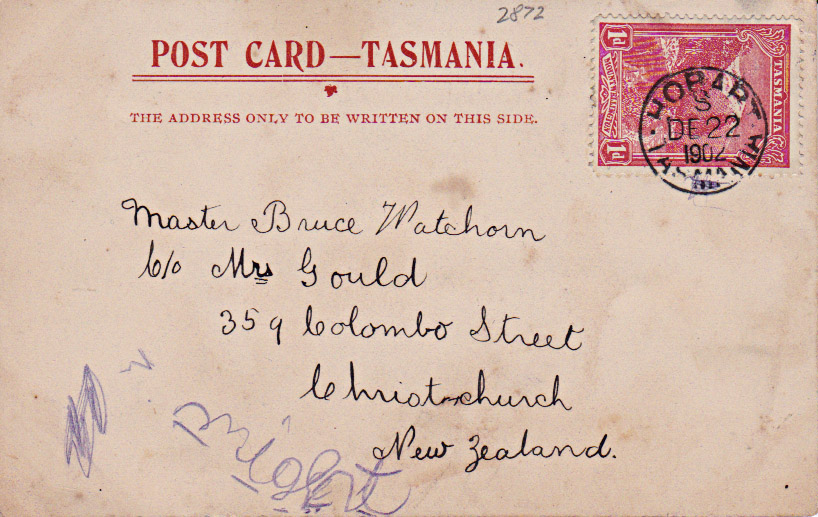 2872
POST CARD—TASMANIA.
THE ADDRESS ONLY TO BE WRITTEN ON THIS SIDE.
1d
TASMANIA
1d
HOBART
S
DE 22
1902
TASMANIA
Master Bruce Watchorn
C/o Mrs Gould
359 Colombo Street
Christchurch
New Zealand.